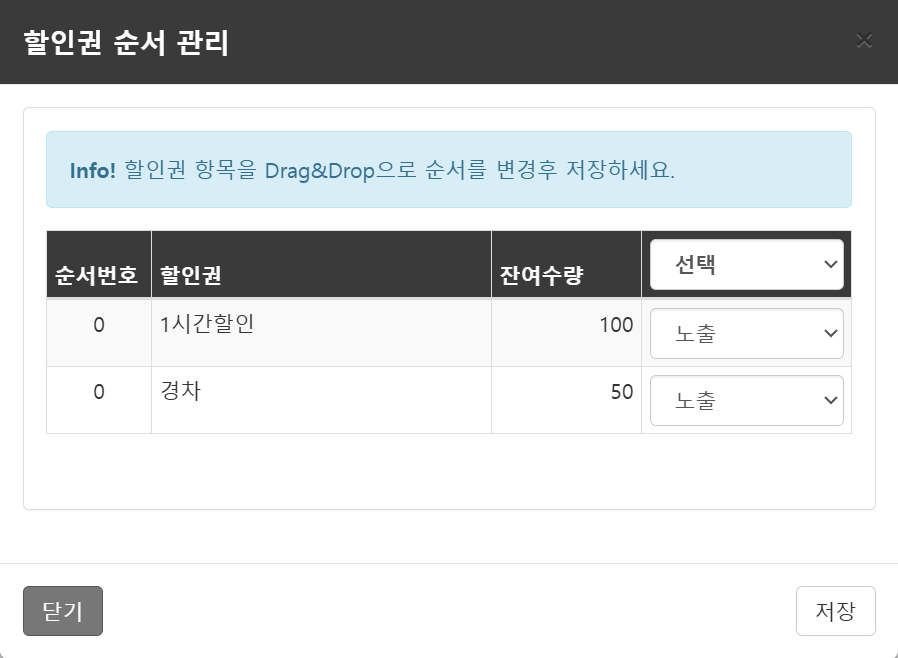 할인권 순서 관리
×
Info! 할인권 항목을 Drag&Drop으로 순서를 변경후 저장하세요.
순서번호 할인권 잔여수량 선택
0 1시간할인 100 노출
0 경차 50 노출
닫기 저장